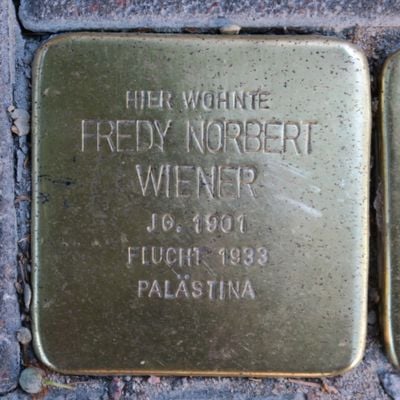 HIER WOHNTE
FREDY NORBERT
WIENER
JG. 1901
FLUCHT 1933
PALÄSTINA